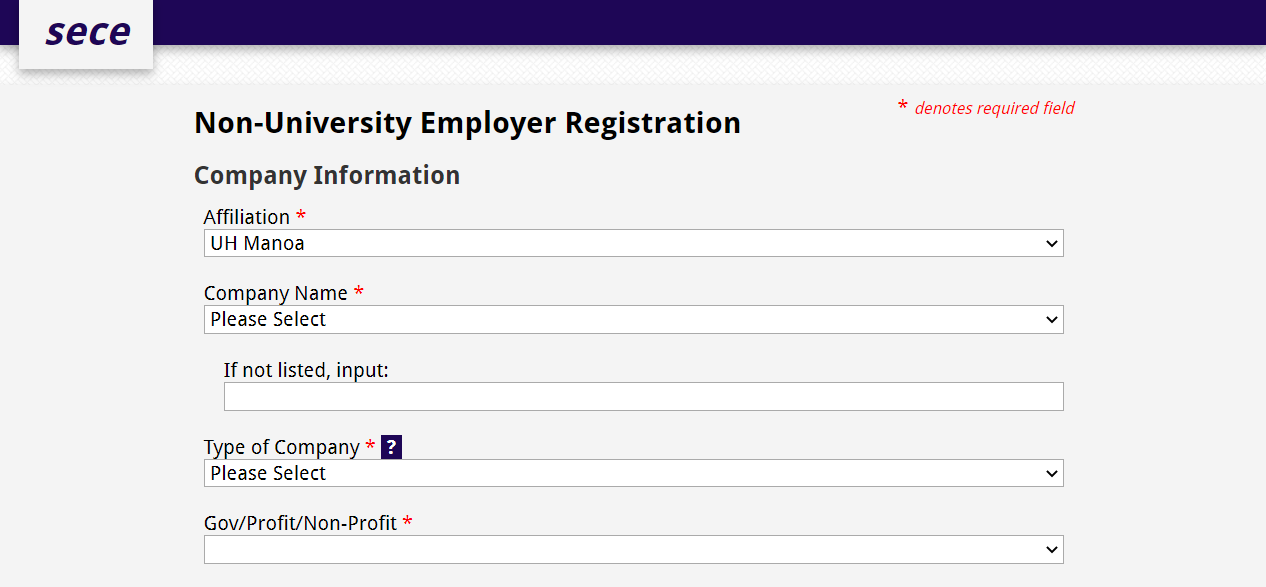 sece
* denotes required field
Non-University Employer Registration
Company Information
Affiliation *
UH Manoa
Company Name *
Please Select
If not listed, input:
Type of Company * ?
Please Select
Gov/Profit/Non-Profit *